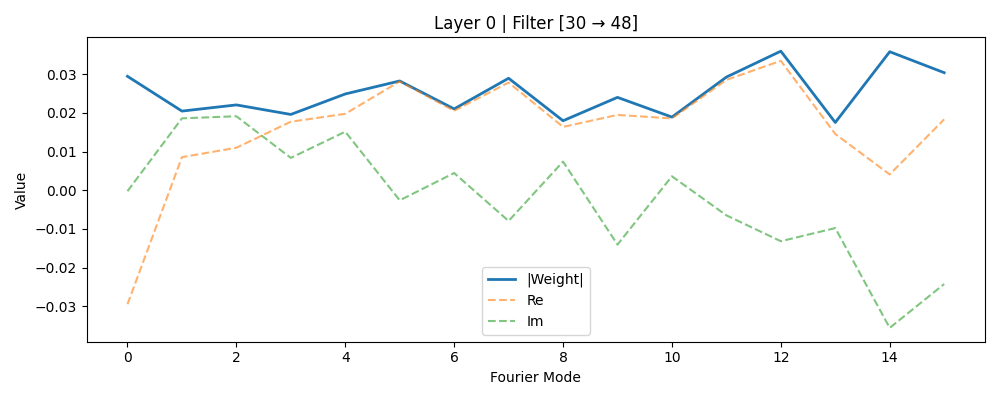 Layer 0 | Filter [30 → 48]
Value
0.03
0.02
0.01
0.00
−0.01
−0.02
−0.03
|Weight|
Re
Im
0 2 4 6 8 10 12 14
Fourier Mode